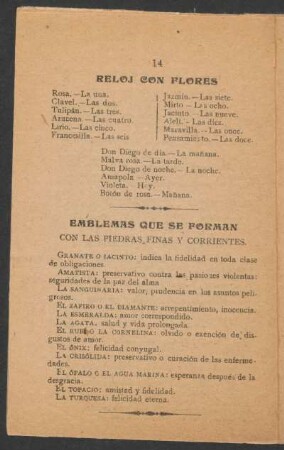 14
RELOJ CON FLORES
Rosa.—La una.
Clavel.—Las dos.
Tulipán.—Las tres.
Azucena.—Las cuatro.
Lirio.—Las cinco.
Francesilla.—Las seis
Jazmín.—Las siete.
Mirto.—Las ocho.
Jacinto.—Las nueve.
Alelí.—Las diez.
Maravilla.—Las once.
Pensamiento.—Las doce.
Don Diego de día.—La mañana.
Malva rosa.—La tarde.
Don Diego de noche.—La noche.
Amapola.—Ayer.
Violeta.—Hoy.
Botón de rosa.—Mañana.
EMBLEMAS QUE SE FORMAN
CON LAS PIEDRAS FINAS Y CORRIENTES.
GRANATE O JACINTO: indica la fidelidad en toda clase
de obligaciones
AMATISTA: preservativo contra las pasiones violentas:
seguridades de la paz del alma
LA SANGUINARIA: valor, prudencia en los asuntos peli-
grosos.
EL ZAFIRO O EL DIAMANTE: arrepentimiento, inocencia.
LA ESMERALDA: amor correspondido.
LA AGATA: salud y vida prolongada.
EL RUBÍ O LA CORNELINA: olvido o exención de dis-
gustos de amor.
EL ÓNIX: felicidad conyugal.
LA CRISÓLIDA: preservativo o curación de las enferme-
dades.
EL ÓPALO O EL AGUA MARINA: esperanza después de la
dergracia.
EL TOPACIO: amistad y fidelidad.
LA TURQUESA: felicidad eterna.